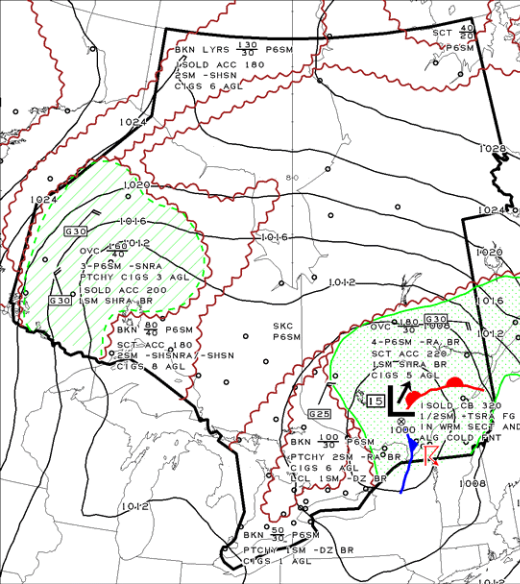 SCT 40/20
P6SM
BKN LYRS 130/30 P6SM
ISOLD ACC 180
2SM -SHSN
CIGS 6 AGL
1024
1028
80
1020
1024
1024
1016
G30
1012
1016
1020
OVC 160/40
3-P6SM -SNRA
PTCHY CIGS 3 AGL
ISOLD ACC 200
G30 1SM SHRA BR
1012
1016
BKN 80/40 P6SM
SCT ACC 180
2SM -SHSNRA/-SHSN
CIGS 8 AGL
SKC
P6SM
G30
OVC 180/30 1008
1012
4-P6SM -RA BR
SCT ACC 220
1SM SHRA BR
CIGS 5 AGL
15
L
ISOLD CB 320
1/2SM +TSRA FG
IN WRM SECT AND
ALG COLD FNT
G25
1000
BKN 100/30 P6SM
PTCHY 2SM -RA BR
CIGS 6 AGL
LCL 1SM -DZ BR
1008
1012
BKN 50/30 P6SM
PTCHY 1SM -DZ BR
CIGS 1 AGL
1012